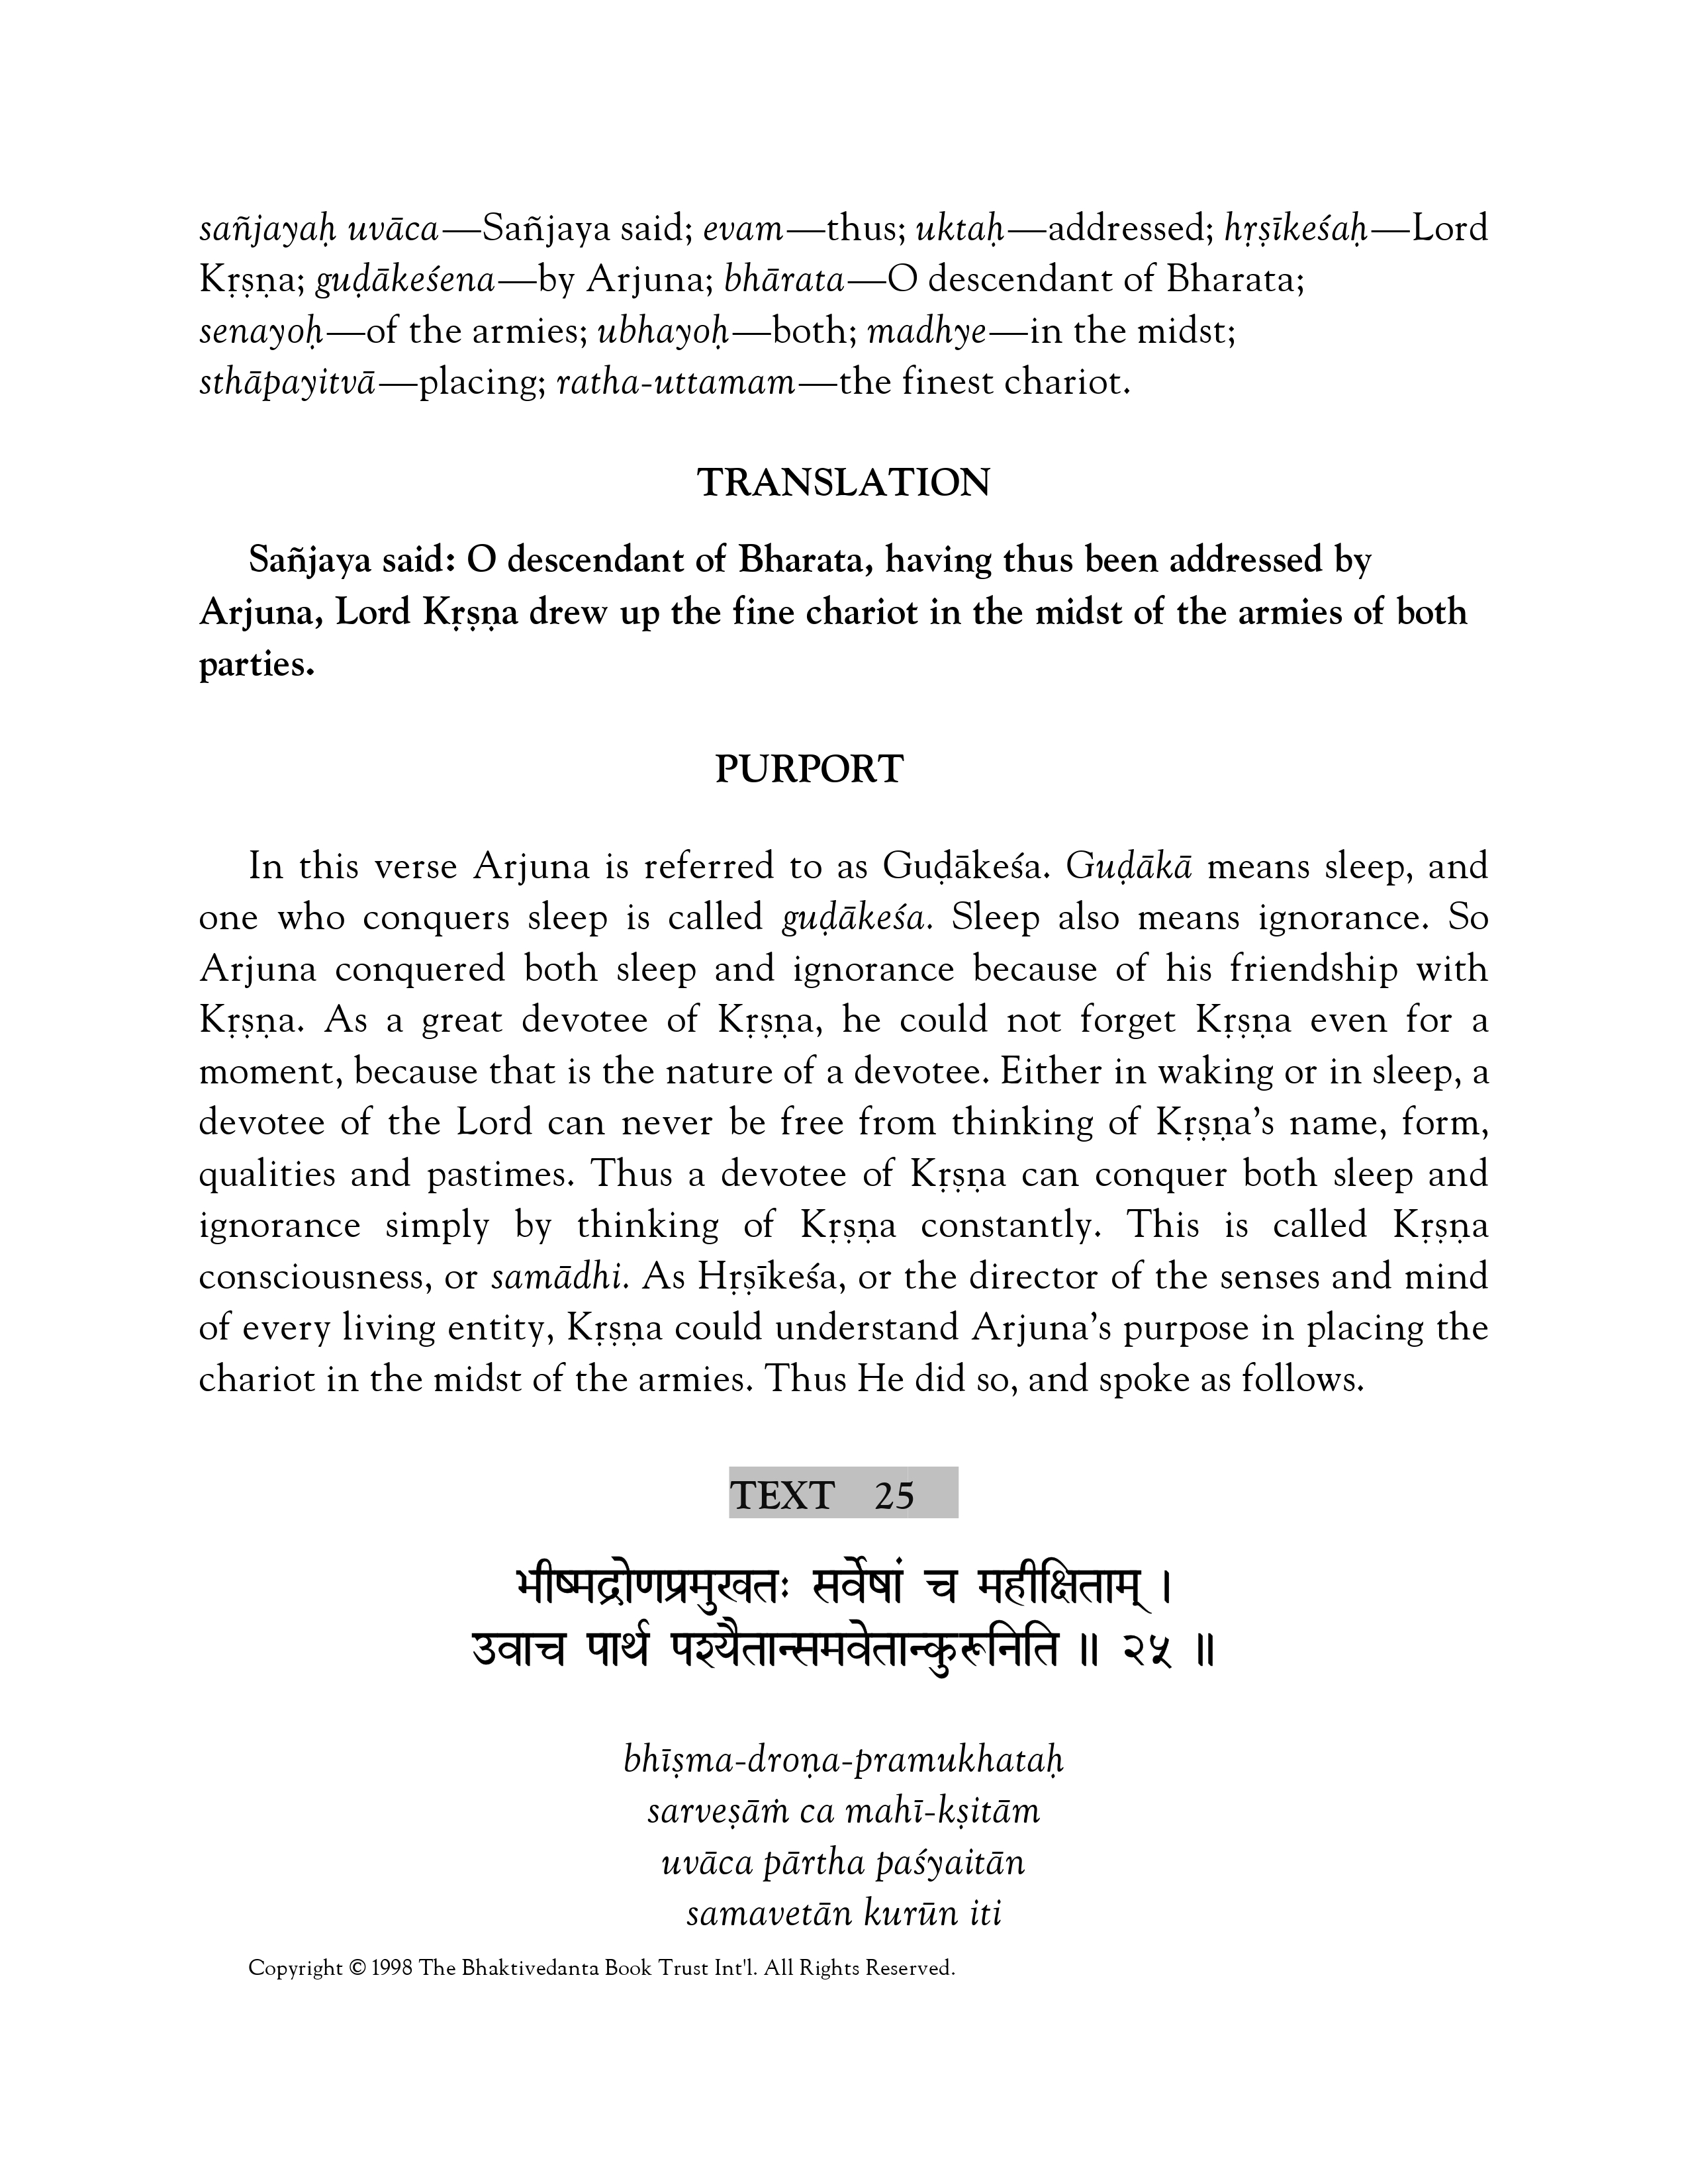 sañjayaḥ uvāca—Sañjaya said; evam—thus; uktaḥ—addressed; hṛṣīkeśaḥ—Lord
Kṛṣṇa; guḍākeśena—by Arjuna; bhārata—O descendant of Bharata;
senayoḥ—of the armies; ubhayoḥ—both; madhye—in the midst;
sthāpayitvā—placing; ratha-uttamam—the finest chariot.
TRANSLATION
Sañjaya said: O descendant of Bharata, having thus been addressed by
Arjuna, Lord Kṛṣṇa drew up the fine chariot in the midst of the armies of both
parties.
PURPORT
In this verse Arjuna is referred to as Guḍākeśa. Guḍākā means sleep, and
one who conquers sleep is called guḍākeśa. Sleep also means ignorance. So
Arjuna conquered both sleep and ignorance because of his friendship with
Kṛṣṇa. As a great devotee of Kṛṣṇa, he could not forget Kṛṣṇa even for a
moment, because that is the nature of a devotee. Either in waking or in sleep, a
devotee of the Lord can never be free from thinking of Kṛṣṇa’s name, form,
qualities and pastimes. Thus a devotee of Kṛṣṇa can conquer both sleep and
ignorance simply by thinking of Kṛṣṇa constantly. This is called Kṛṣṇa
consciousness, or samādhi. As Hṛṣīkeśa, or the director of the senses and mind
of every living entity, Kṛṣṇa could understand Arjuna’s purpose in placing the
chariot in the midst of the armies. Thus He did so, and spoke as follows.
TEXT 25
भीष्मद्रोणप्रमुखतः सर्वेषां च महीक्षिताम् ।
उवाच पार्थ पश्यैतान्समवेतान्कुरूनिति ॥ २५ ॥
bhīṣma-droṇa-pramukhataḥ
sarveṣāṁ ca mahī-kṣitām
uvāca pārtha paśyaitān
samavetān kurūn iti
Copyright © 1998 The Bhaktivedanta Book Trust Int'l. All Rights Reserved.